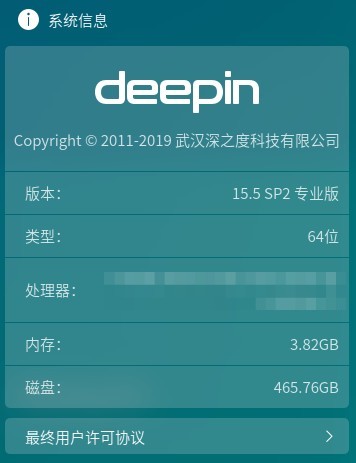 系统信息
deepin
Copyright © 2011-2019 武汉深之度科技有限公司
版本： 15.5 SP2 专业版
类型： 64位
处理器：
内存： 3.82GB
磁盘： 465.76GB
最终用户许可协议